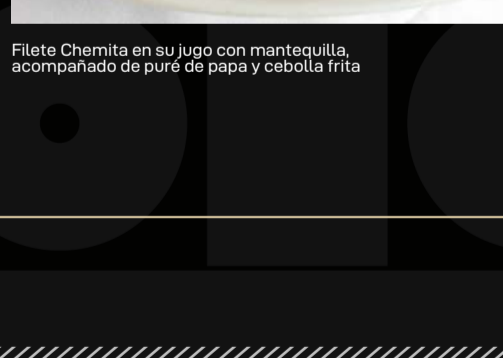 Filete Chemita en su jugo con mantequilla,
acompañado de puré de papa y cebolla frita